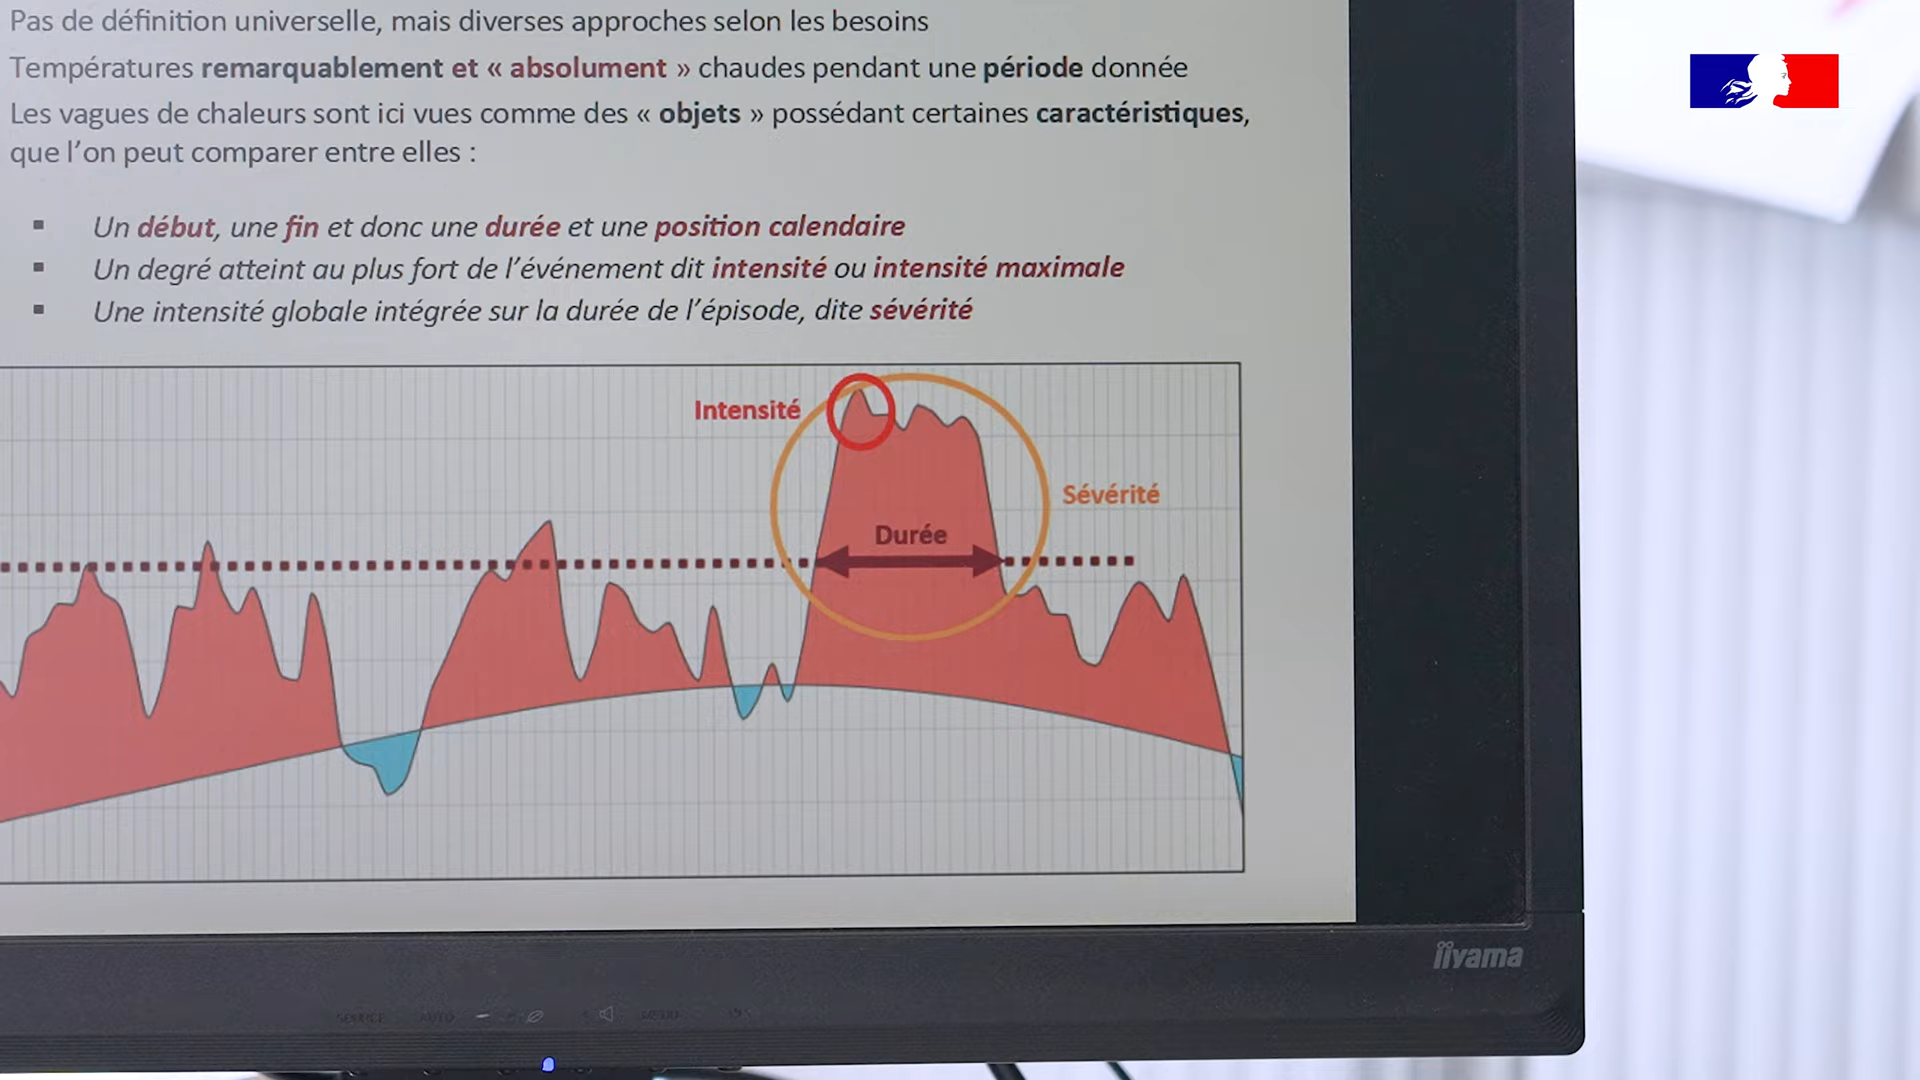 Pas de définition universelle, mais diverses approches selon les besoins
Températures remarquablement et « absolument » chaudes pendant une période donnée
Les vagues de chaleurs sont ici vues comme des « objets » possédant certaines caractéristiques,
que l’on peut comparer entre elles :
Un début, une fin et donc une durée et une position calendaire
Un degré atteint au plus fort de l’événement dit intensité ou intensité maximale
Une intensité globale intégrée sur la durée de l’épisode, dite sévérité
Intensité
Sévérité
Durée
iiyama